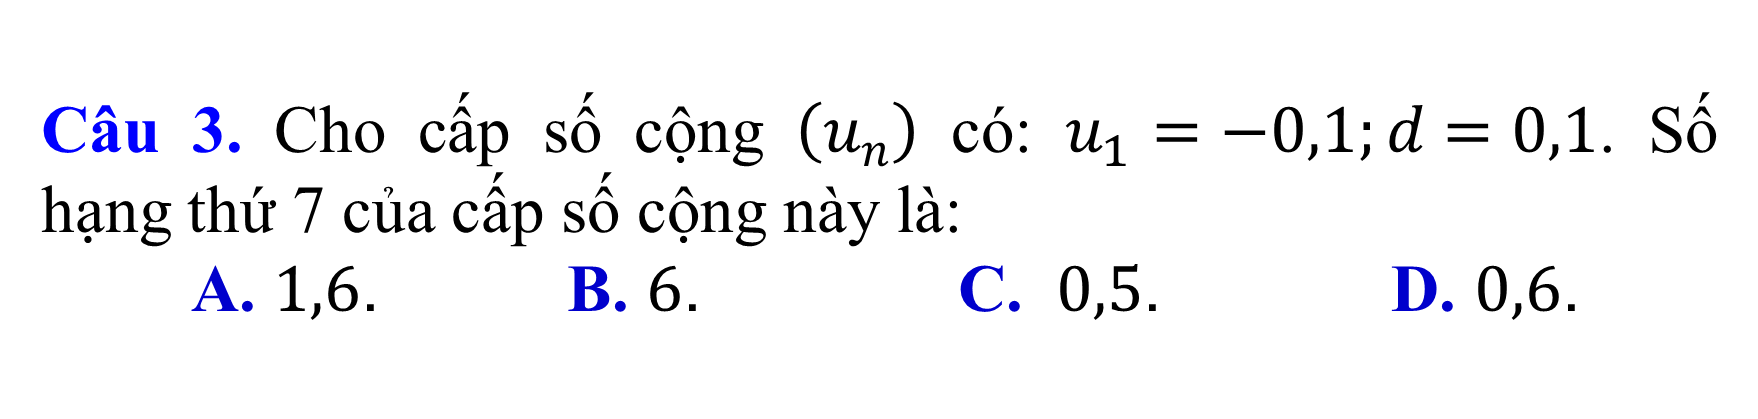 Câu 3. Cho cấp số cộng (uₙ) có: u₁ = −0,1; d = 0,1. Số
hạng thứ 7 của cấp số cộng này là:
A. 1,6. B. 6. C. 0,5. D. 0,6.